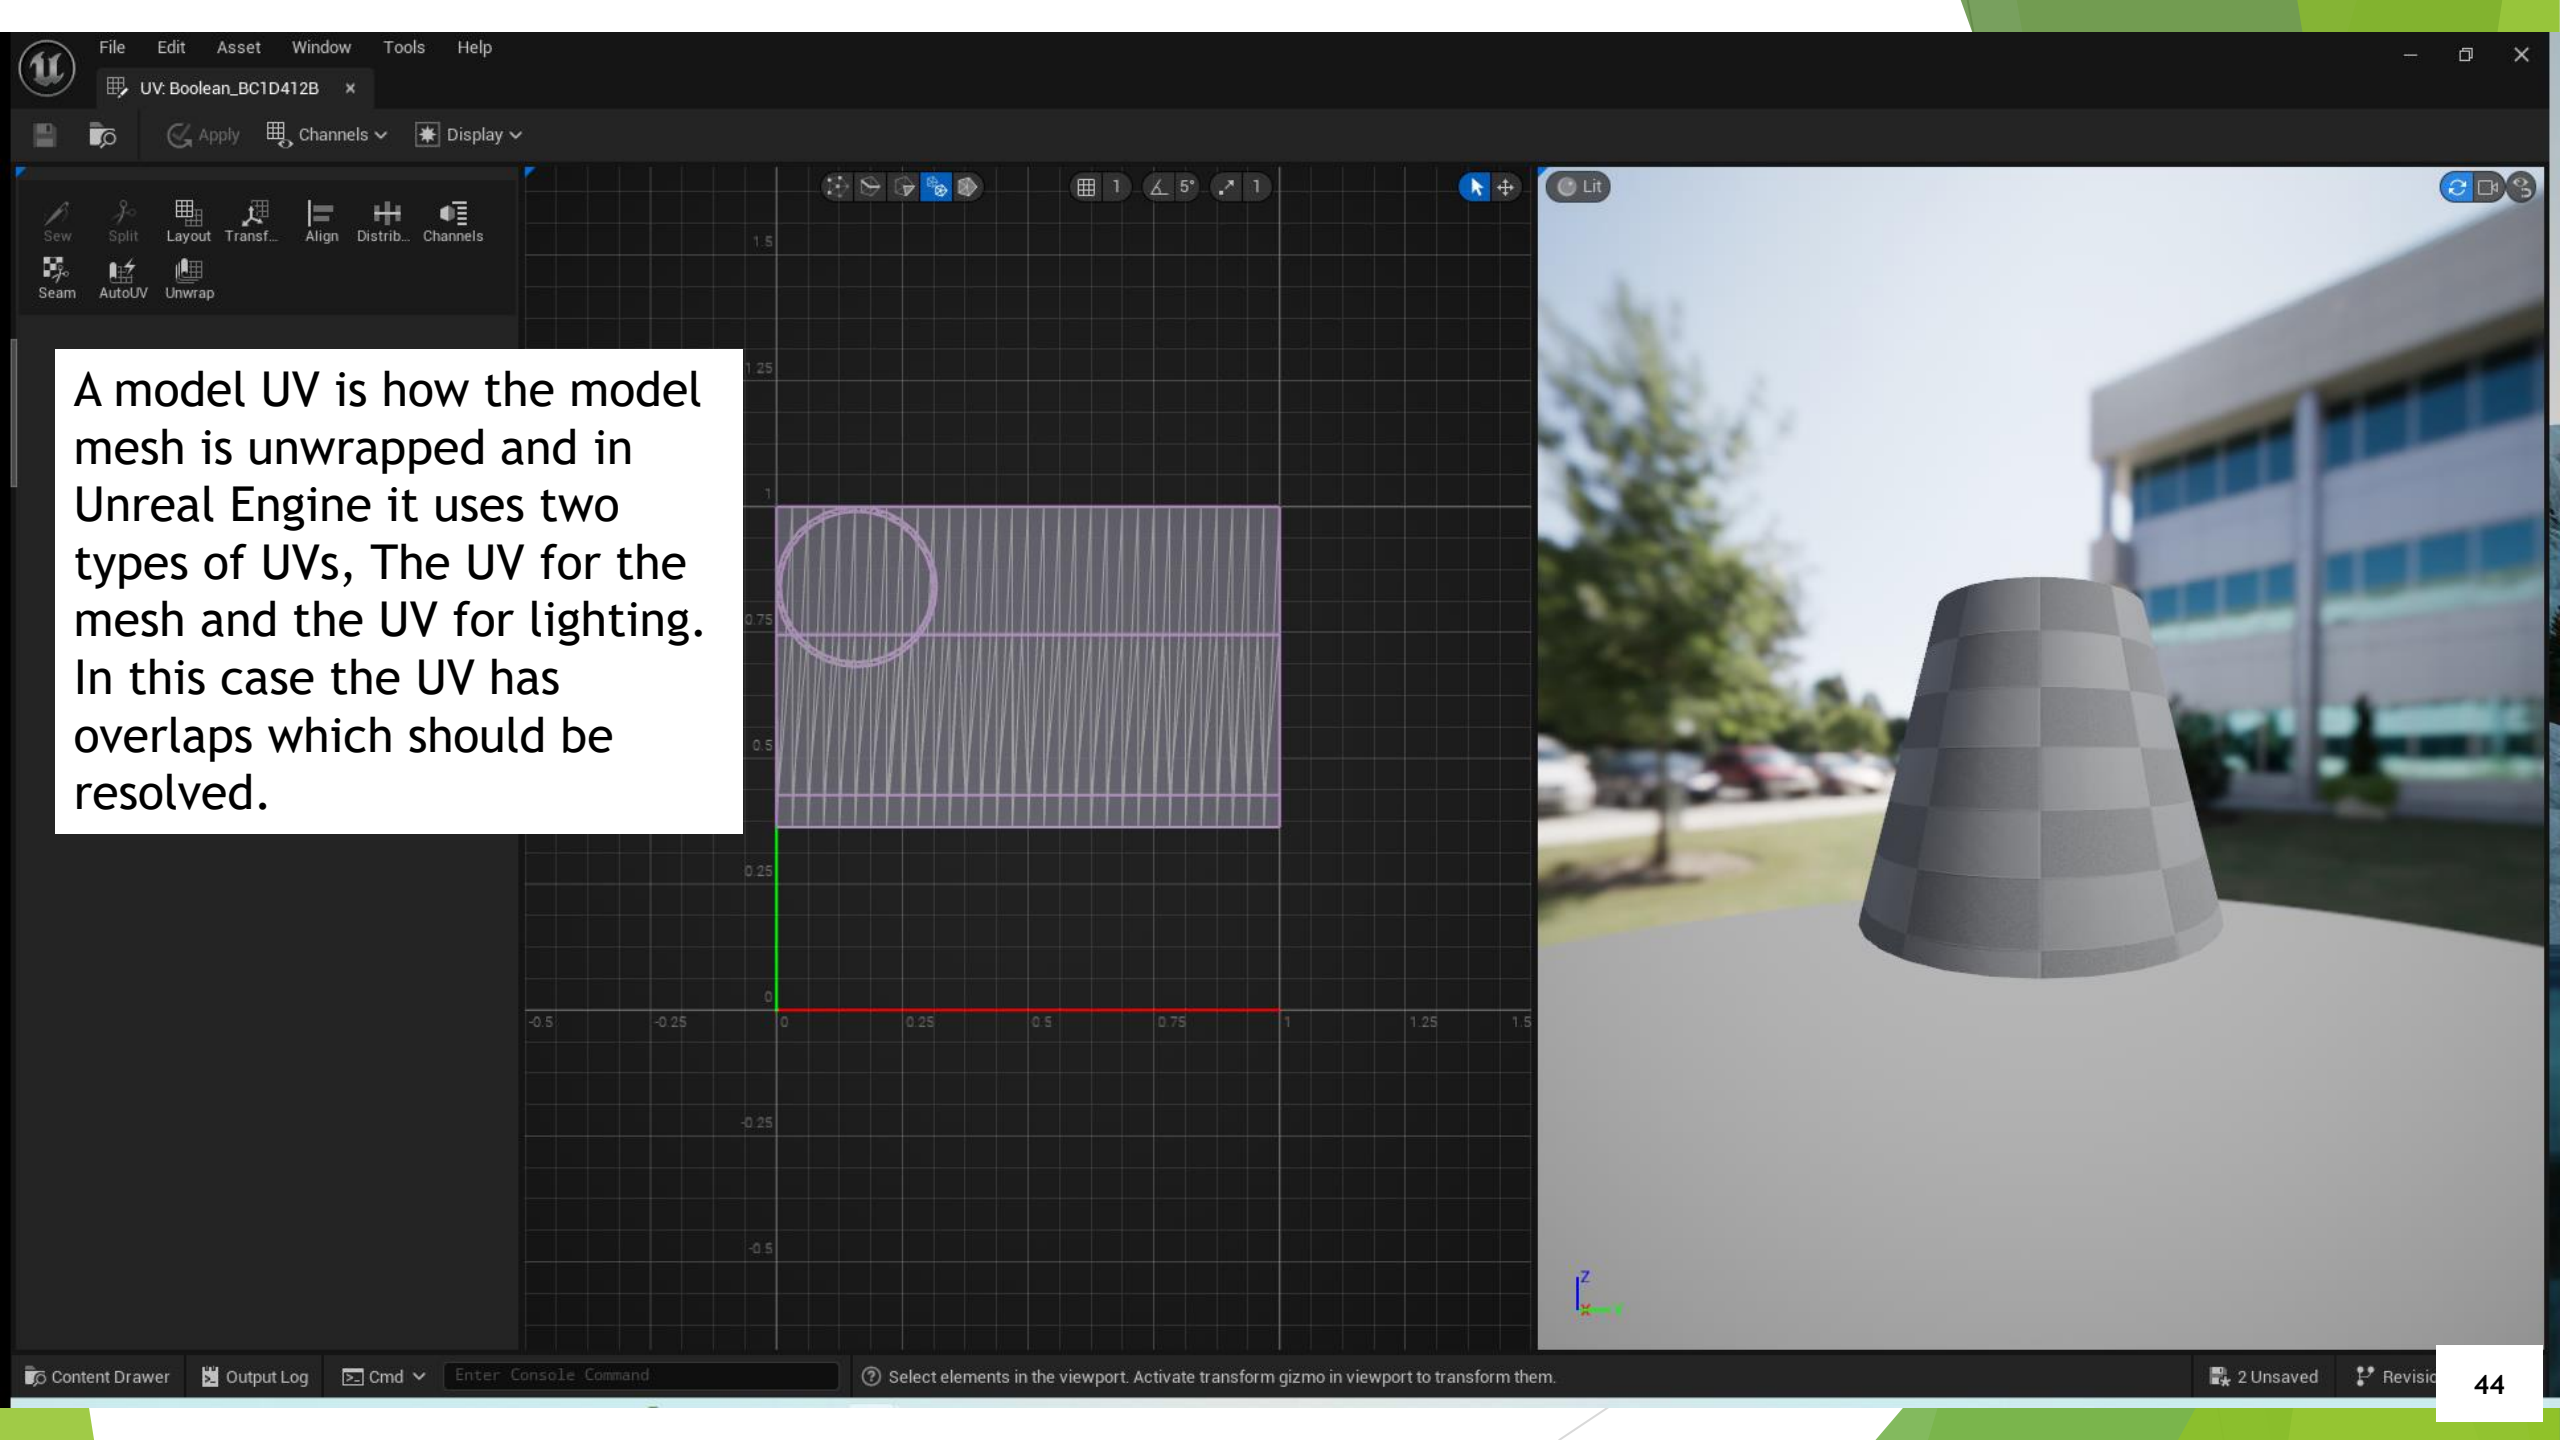 File Edit Asset Window Tools Help
UV: Boolean_BC1D412B
Apply Channels Display
Sew Split Layout Transf... Align Distrib... Channels
Seam AutoUV Unwrap
1 5° 1
Lit
A model UV is how the model
mesh is unwrapped and in
Unreal Engine it uses two
types of UVs, The UV for the
mesh and the UV for lighting.
In this case the UV has
overlaps which should be
resolved.
1.5
1.25
1
0.75
0.5
0.25
0
-0.5 -0.25 0 0.25 0.5 0.75 1 1.25 1.5
-0.25
-0.5
Z
Content Drawer Output Log Cmd Enter Console Command Select elements in the viewport. Activate transform gizmo in viewport to transform them. 2 Unsaved
44